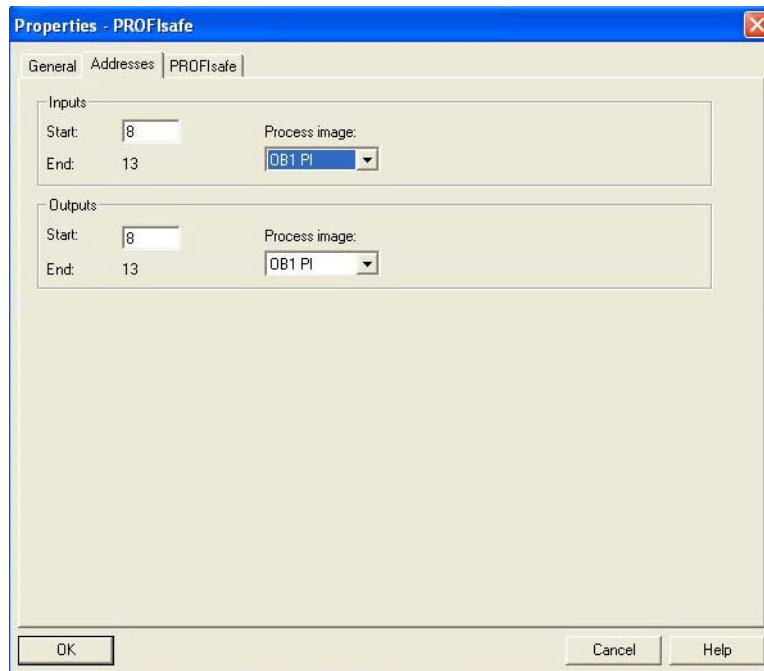 Properties - PROFIsafe
General Addresses PROFIsafe
Inputs
Start: 8 Process image:
End: 13 OB1 PI
Outputs
Start: 8 Process image:
End: 13 OB1 PI
OK Cancel Help